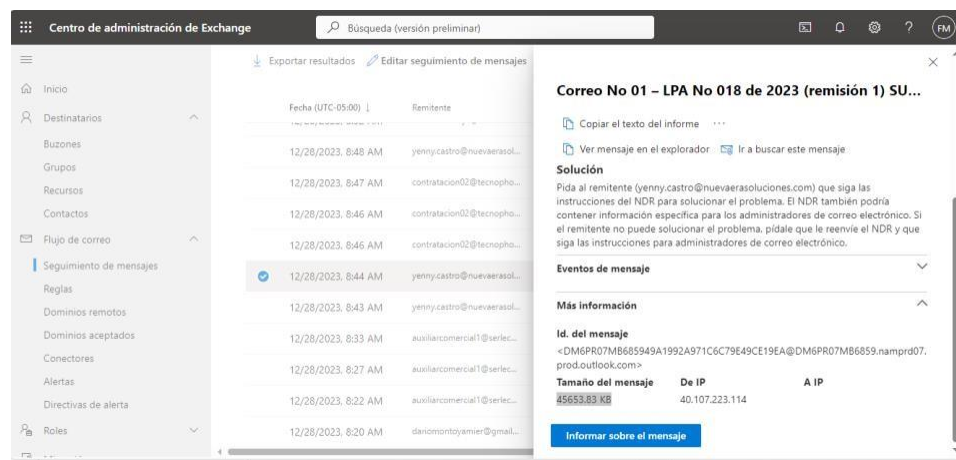 Centro de administración de Exchange
Búsqueda (versión preliminar)
FM
Inicio
Destinatarios
Buzones
Grupos
Recursos
Contactos
Flujo de correo
Seguimiento de mensajes
Reglas
Dominios remotos
Dominios aceptados
Conectores
Alertas
Directivas de alerta
Roles
Exportar resultados Editar seguimiento de mensajes
Fecha (UTC-05:00) ↓ Remitente
12/28/2023, 8:48 AM yenny.castro@nuevaerasol...
12/28/2023, 8:47 AM contratacion02@tecnopho...
12/28/2023, 8:46 AM contratacion02@tecnopho...
12/28/2023, 8:46 AM contratacion02@tecnopho...
12/28/2023, 8:44 AM yenny.castro@nuevaerasol...
12/28/2023, 8:43 AM yenny.castro@nuevaerasol...
12/28/2023, 8:33 AM auxiliarcomercial1@serlec...
12/28/2023, 8:27 AM auxiliarcomercial1@serlec...
12/28/2023, 8:22 AM auxiliarcomercial1@serlec...
12/28/2023, 8:20 AM dariomontoyamier@gmail...
Correo No 01 – LPA No 018 de 2023 (remisión 1) SU...
Copiar el texto del informe ...
Ver mensaje en el explorador Ir a buscar este mensaje
Solución
Pida al remitente (yenny.castro@nuevaerasoluciones.com) que siga las
instrucciones del NDR para solucionar el problema. El NDR también podría
contener información específica para los administradores de correo electrónico. Si
el remitente no puede solucionar el problema, pídale que le reenvíe el NDR y que
siga las instrucciones para administradores de correo electrónico.
Eventos de mensaje
Más información
Id. del mensaje
<DM6PR07MB685949A1992A971C6C79E49CE19EA@DM6PR07MB6859.namprd07.
prod.outlook.com>
Tamaño del mensaje De IP A IP
45653.83 KB 40.107.223.114
Informar sobre el mensaje